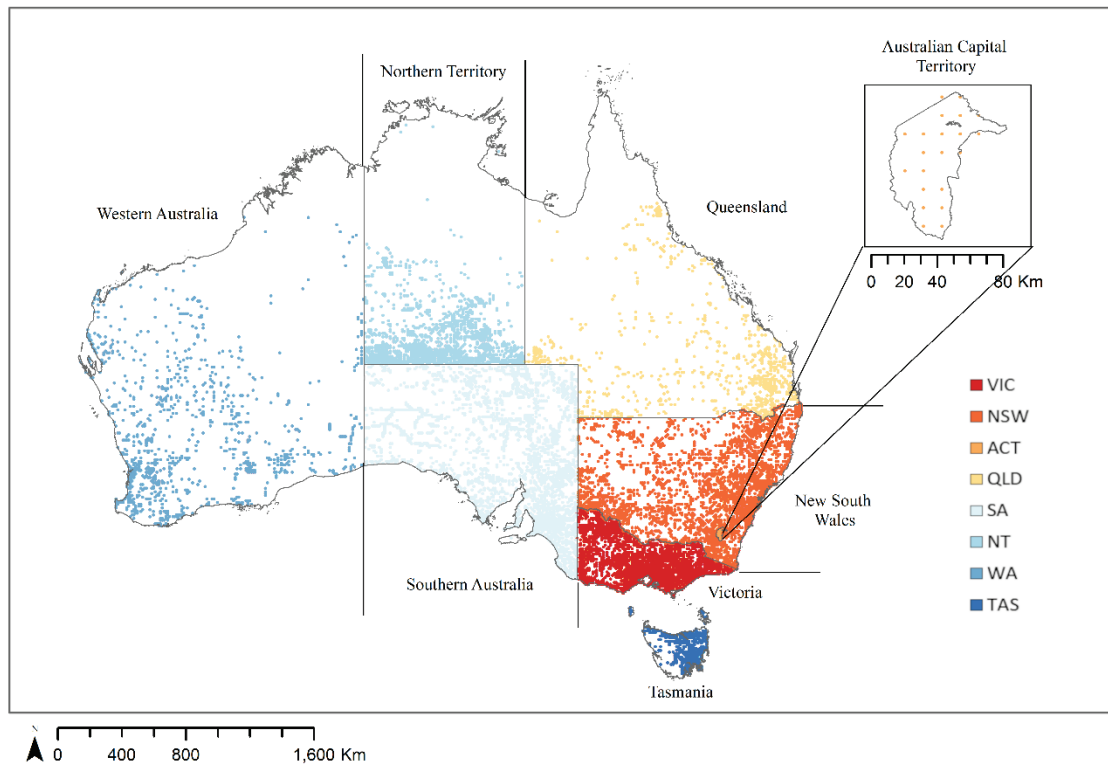 Australian Capital
Territory
Northern Territory
Western Australia
Queensland
0 20 40 80 Km
VIC
NSW
ACT
QLD
SA
NT
WA
TAS
New South
Wales
Southern Australia
Victoria
Tasmania
N
0 400 800 1,600 Km